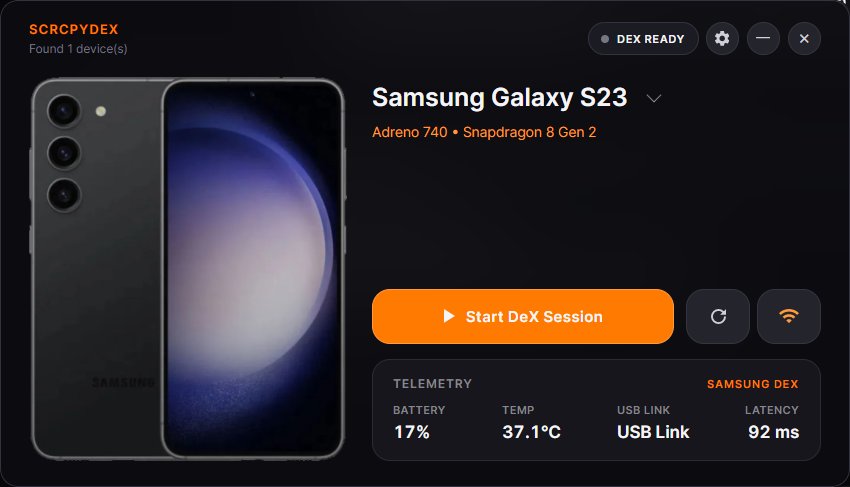 SCRCPYDEX
Found 1 device(s)
DEX READY
Samsung Galaxy S23
Adreno 740 • Snapdragon 8 Gen 2
SAMSUNG
Start DeX Session
TELEMETRY
SAMSUNG DEX
BATTERY TEMP USB LINK LATENCY
17% 37.1°C USB Link 92 ms